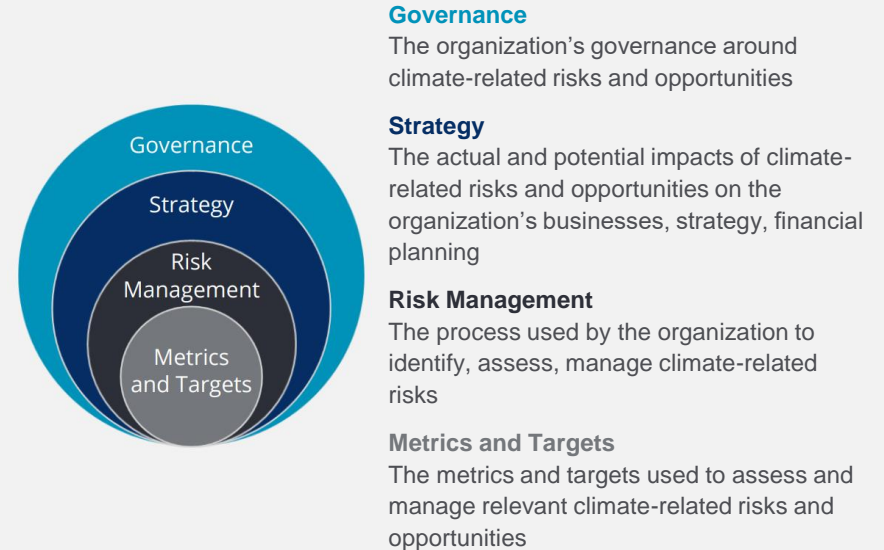 Governance
Strategy
Risk
Management
Metrics
and Targets
Governance
The organization’s governance around
climate-related risks and opportunities
Strategy
The actual and potential impacts of climate-
related risks and opportunities on the
organization’s businesses, strategy, financial
planning
Risk Management
The process used by the organization to
identify, assess, manage climate-related
risks
Metrics and Targets
The metrics and targets used to assess and
manage relevant climate-related risks and
opportunities